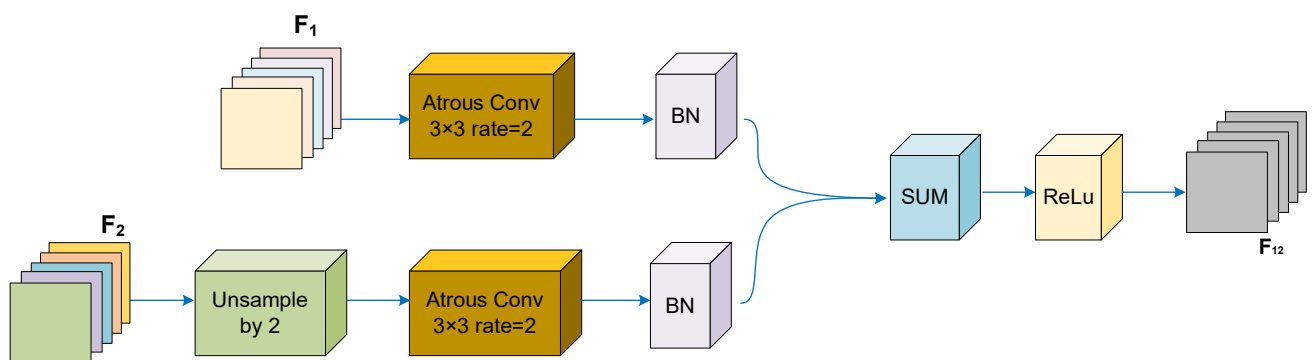 F₁
Atrous Conv
3×3 rate=2
BN
SUM
ReLu
F₁₂
F₂
Unsample
by 2
Atrous Conv
3×3 rate=2
BN